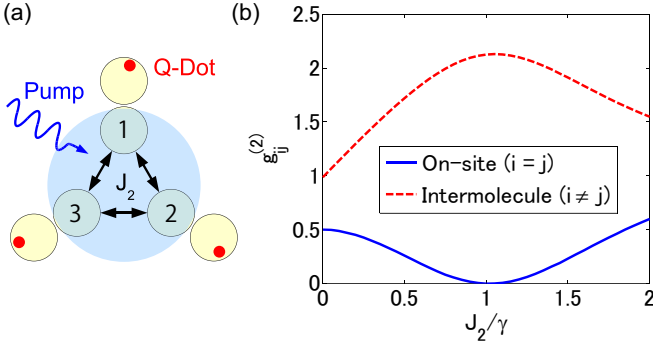 (a)
Q-Dot
Pump
1
J₂
3
2
(b)
g_{ij}^{(2)}
2.5
2
1.5
1
0.5
0
On-site (i = j)
Intermolecule (i ≠ j)
0 0.5 1 1.5 2
J₂/γ